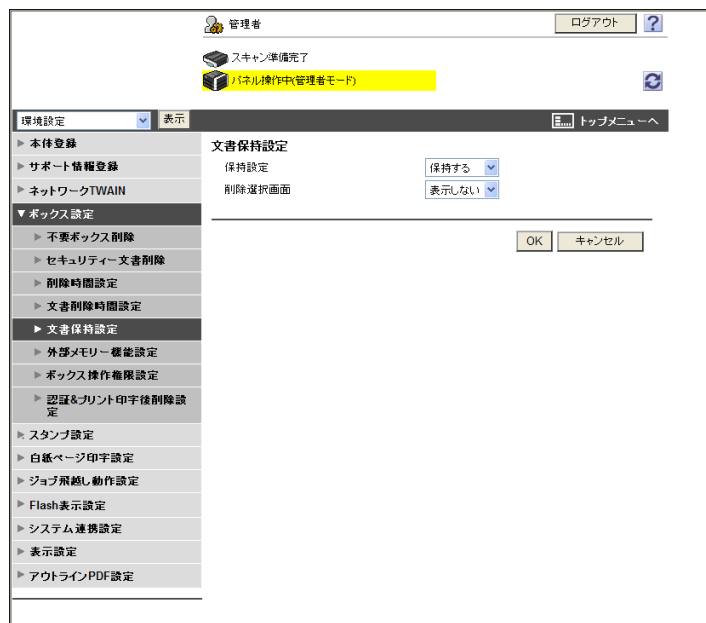 管理者
ログアウト
?
スキャン準備完了
パネル操作中(管理者モード)
環境設定
表示
トップメニューへ
本体登録
サポート情報登録
ネットワークTWAIN
ボックス設定
不要ボックス削除
セキュリティー文書削除
削除時間設定
文書削除時間設定
文書保持設定
外部メモリー機能設定
ボックス操作権限設定
認証&プリント印字後削除設
定
スタンプ設定
白紙ページ印字設定
ジョブ飛越し動作設定
Flash表示設定
システム連携設定
表示設定
アウトラインPDF設定
文書保持設定
保持設定
保持する
削除選択画面
表示しない
OK
キャンセル